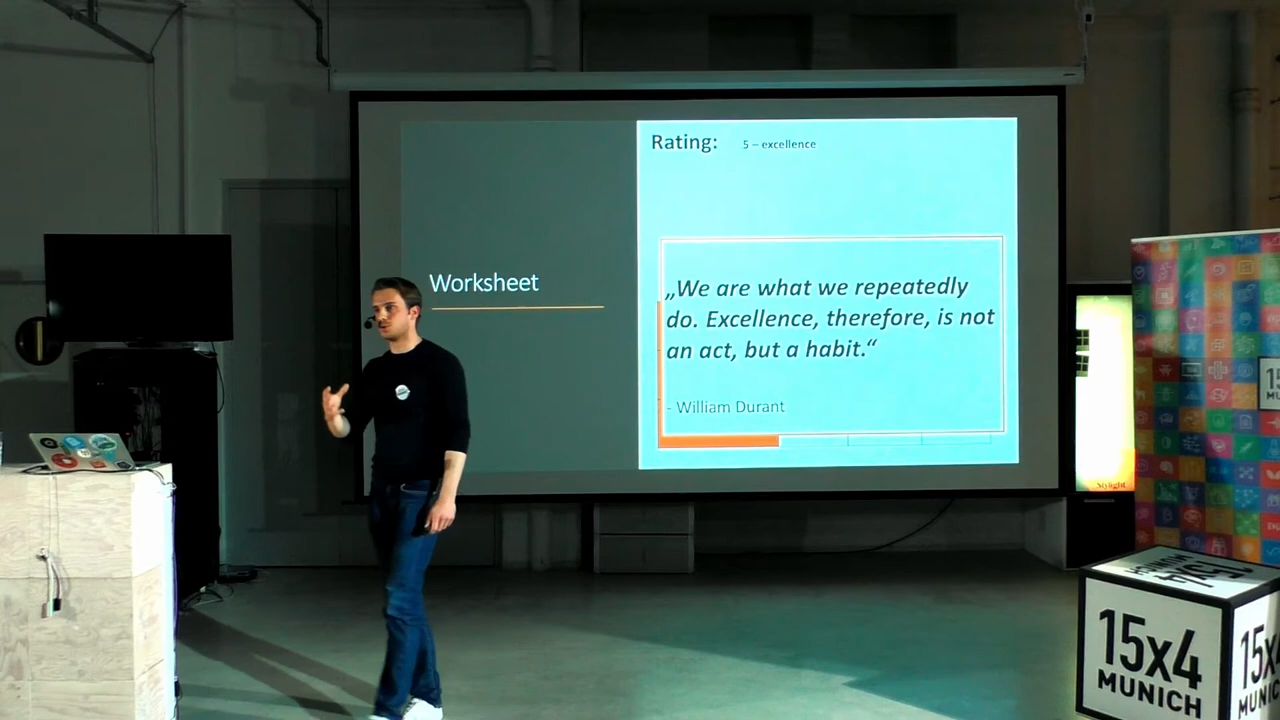 Rating: 5 – excellence
Worksheet
„We are what we repeatedly
do. Excellence, therefore, is not
an act, but a habit.“
- William Durant
Stylight
15x4
MUNICH
15x4
MUNICH